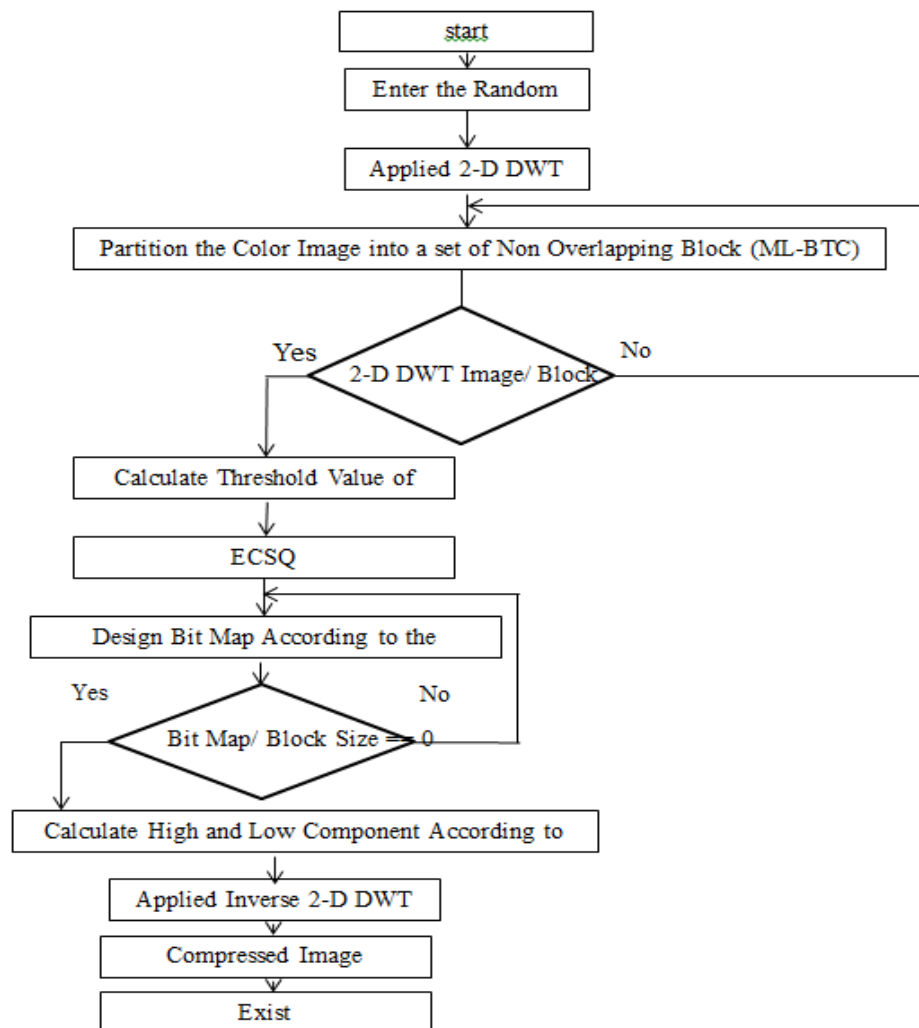 start
Enter the Random
Applied 2-D DWT
Partition the Color Image into a set of Non Overlapping Block (ML-BTC)
Yes
No
2-D DWT Image/ Block
Calculate Threshold Value of
ECSQ
Design Bit Map According to the
Yes
No
Bit Map/ Block Size == 0
Calculate High and Low Component According to
Applied Inverse 2-D DWT
Compressed Image
Exist